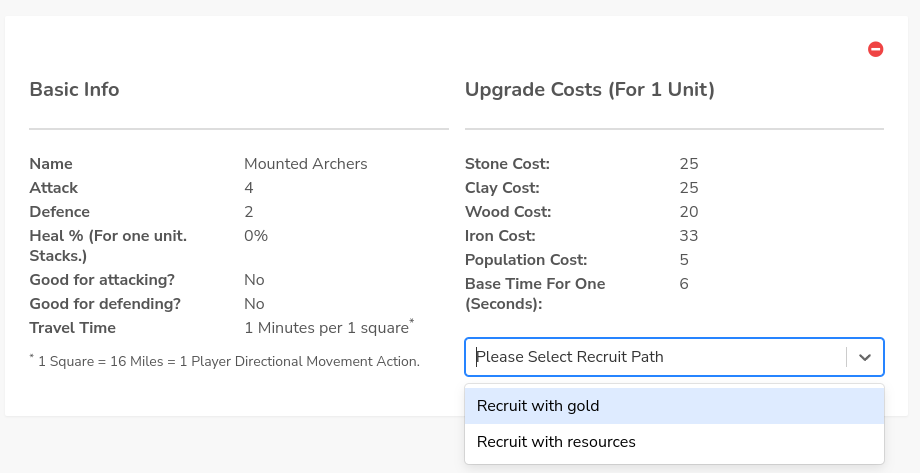 Basic Info
Name Mounted Archers
Attack 4
Defence 2
Heal % (For one unit. 0%
Stacks.)
Good for attacking? No
Good for defending? No
Travel Time 1 Minutes per 1 square*
* 1 Square = 16 Miles = 1 Player Directional Movement Action.
Upgrade Costs (For 1 Unit)
Stone Cost: 25
Clay Cost: 25
Wood Cost: 20
Iron Cost: 33
Population Cost: 5
Base Time For One 6
(Seconds):
Please Select Recruit Path
Recruit with gold
Recruit with resources